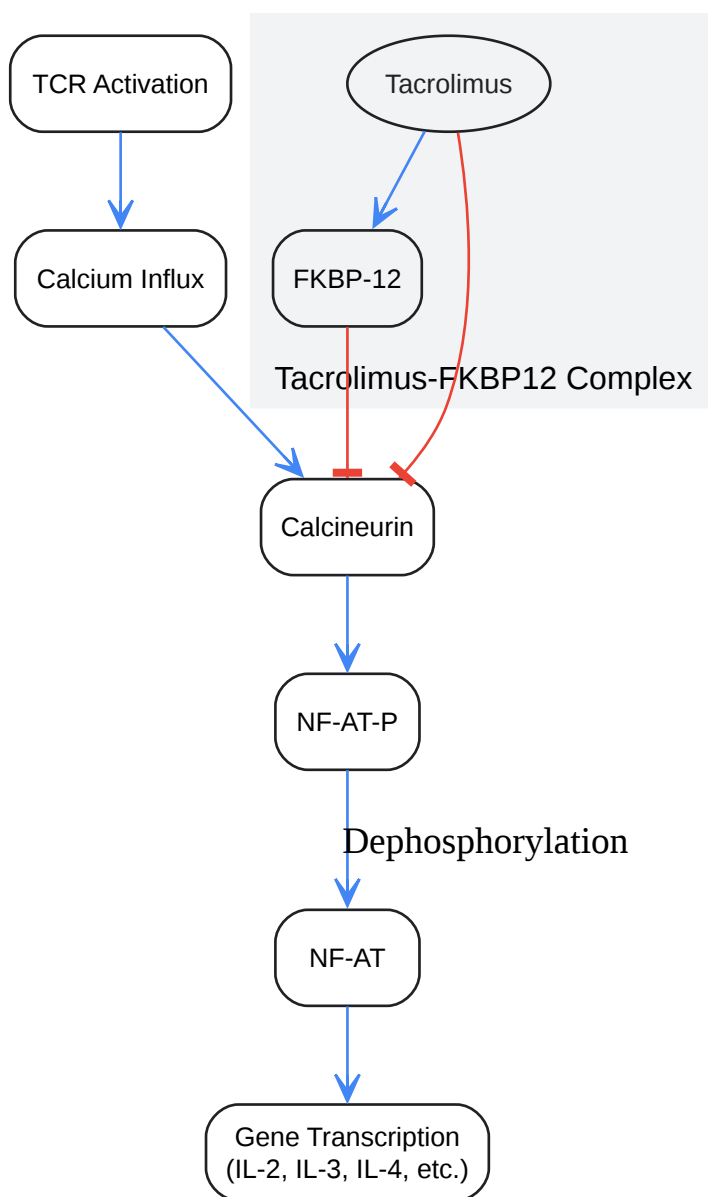 TCR Activation
Tacrolimus
Calcium Influx
FKBP-12
Tacrolimus-FKBP12 Complex
Calcineurin
NF-AT-P
Dephosphorylation
NF-AT
Gene Transcription
(IL-2, IL-3, IL-4, etc.)